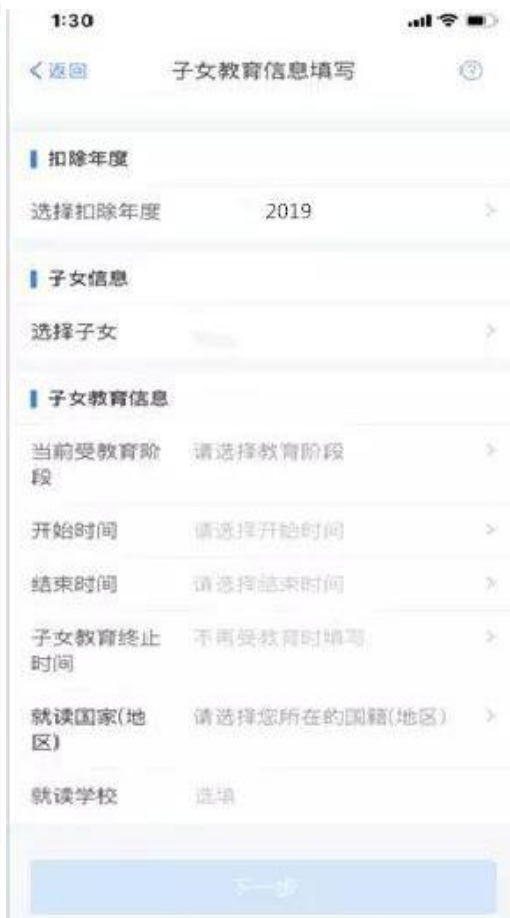 1:30
返回
子女教育信息填写
扣除年度
选择扣除年度 2019
子女信息
选择子女
子女教育信息
当前受教育阶
段 请选择教育阶段
开始时间 请选择开始时间
结束时间 请选择结束时间
子女教育终止
时间 不再受教育时填写
就读国家(地
区) 请选择您所在的国籍(地区)
就读学校 选填
下一步